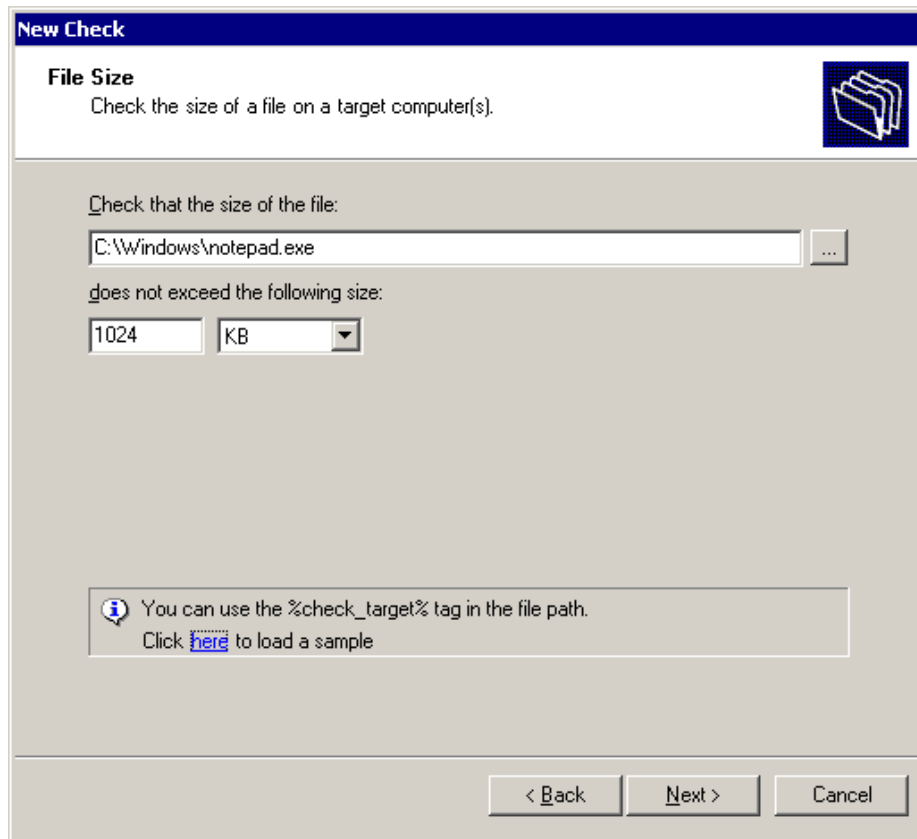 New Check
File Size
Check the size of a file on a target computer(s).
Check that the size of the file:
C:\Windows\notepad.exe
...
does not exceed the following size:
1024
KB
You can use the %check_target% tag in the file path.
Click here to load a sample
< Back
Next >
Cancel